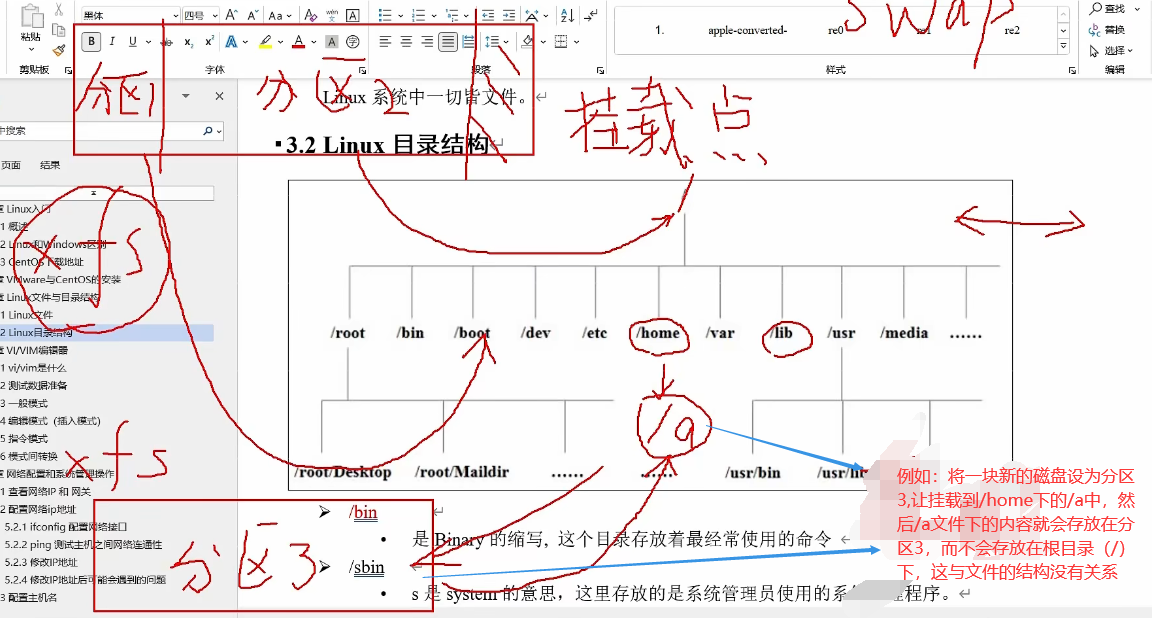 黑体 四号 A A Aa wén A
粘贴
B I U ab x₂ x² A A A 字
剪贴板 字体 段落 样式 编辑
1. apple-converted- re0 re1 re2
查找
替换
选择
swap
分区1 分区2 挂载点
Linux 系统中一切皆文件。
中搜索
3.2 Linux 目录结构
页面 结果
Linux入门
1 概述
2 Linux和Windows区别
3 CentOS下载地址
VMware与CentOS的安装
Linux文件与目录结构
1 Linux文件
2 Linux目录结构
VI/VIM编辑器
1 vi/vim是什么
2 测试数据准备
3 一般模式
4 编辑模式（插入模式）
5 指令模式
6 模式间转换
网络配置和系统管理操作
1 查看网络IP 和 网关
2 配置网络ip地址
5.2.1 ifconfig 配置网络接口
5.2.2 ping 测试主机之间网络连通性
5.2.3 修改IP地址
5.2.4 修改IP地址后可能会遇到的问题
3 配置主机名
xfs
xfs
/
/root /bin /boot /dev /etc /home /var /lib /usr /media ……
/a
/root/Desktop /root/Maildir …… …… /usr/bin /usr/lib
例如：将一块新的磁盘设为分区
3,让挂载到/home下的/a中，然
后/a文件下的内容就会存放在分
区3，而不会存放在根目录（/）
下，这与文件的结构没有关系
分区3
/bin
是 Binary 的缩写, 这个目录存放着最经常使用的命令
/sbin
s 是 system 的意思，这里存放的是系统管理员使用的系统管理程序。